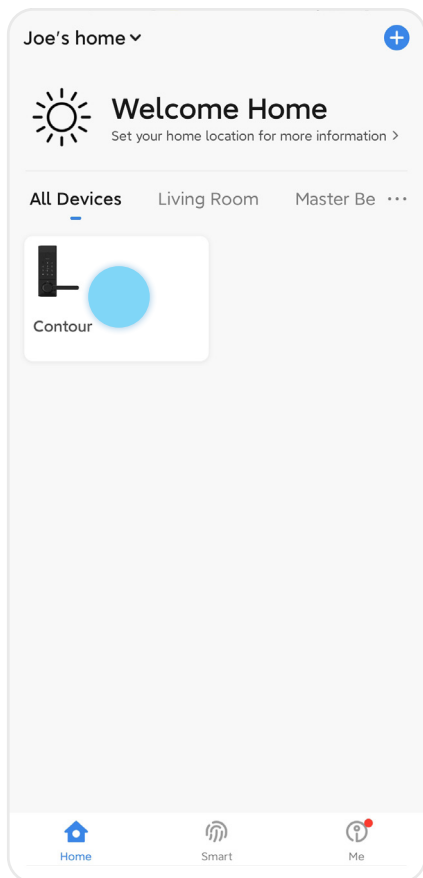 Joe's home
Welcome Home
Set your home location for more information >
All Devices Living Room Master Be ···
Contour
Home Smart Me